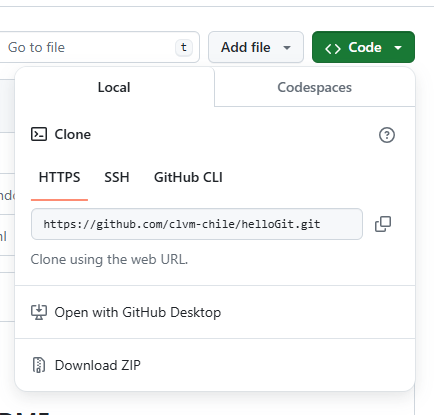 Go to file
t
Add file
Code
Local
Codespaces
Clone
HTTPS
SSH
GitHub CLI
https://github.com/clvm-chile/helloGit.git
Clone using the web URL.
Open with GitHub Desktop
Download ZIP